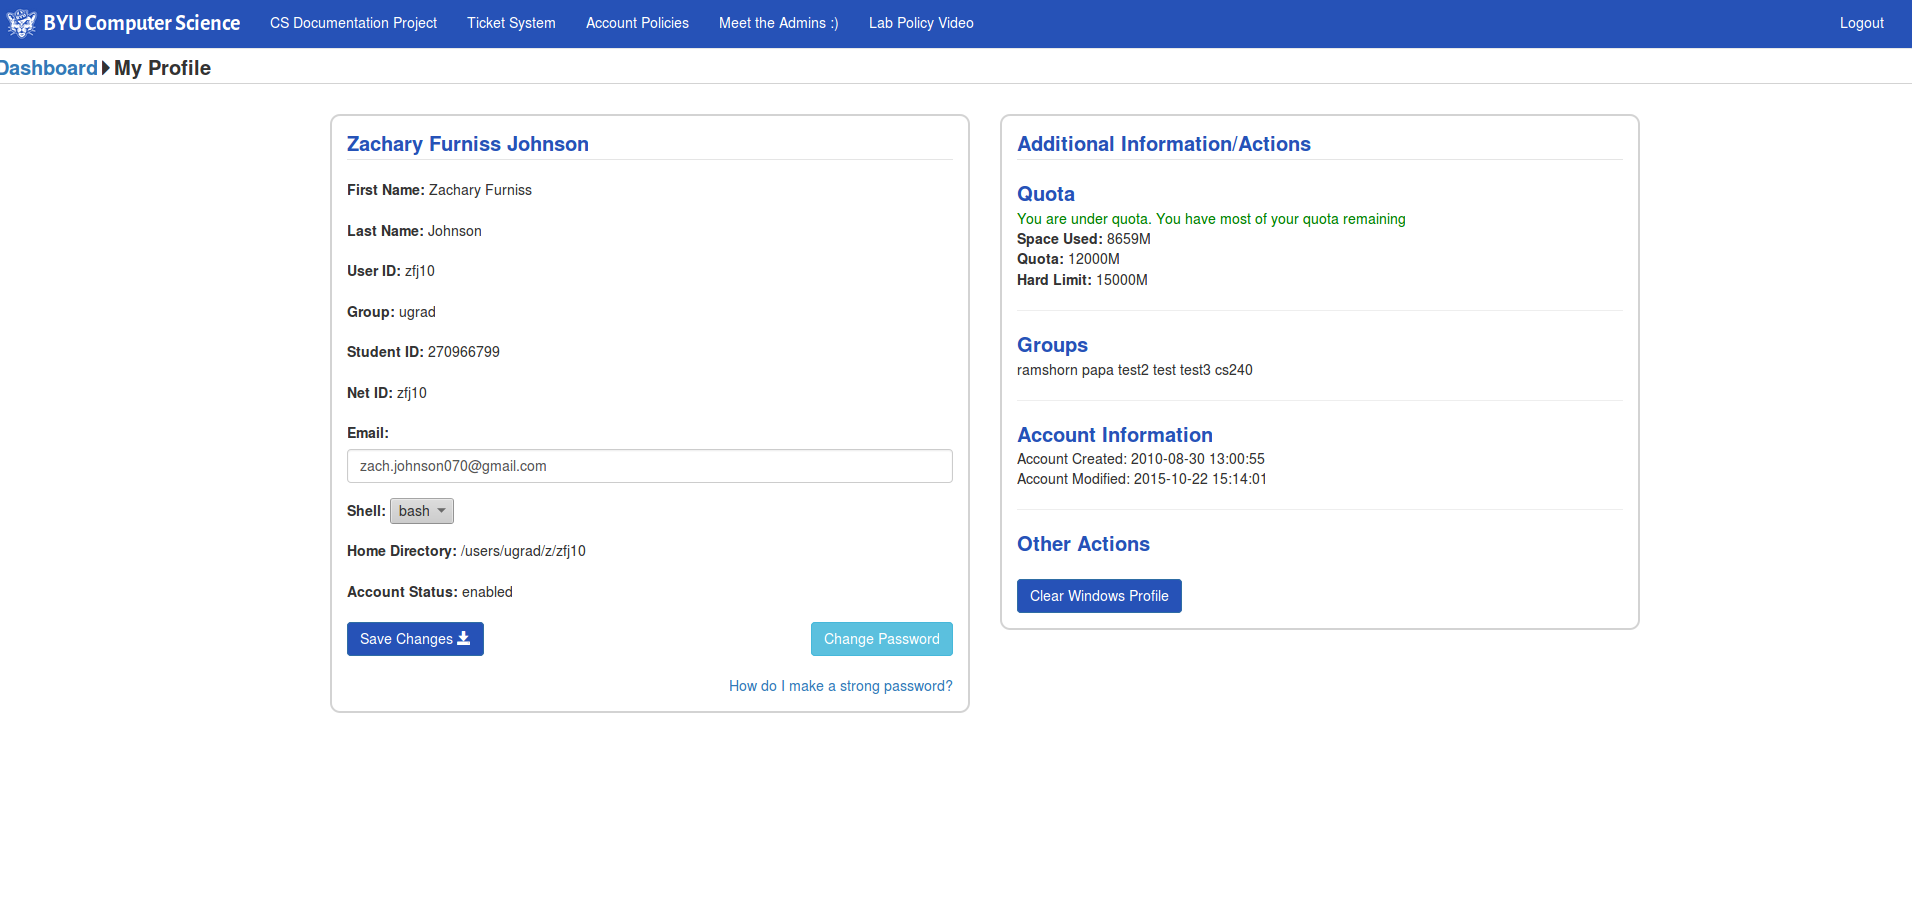 BYU Computer Science CS Documentation Project Ticket System Account Policies Meet the Admins :) Lab Policy Video Logout
Dashboard My Profile
Zachary Furniss Johnson
First Name: Zachary Furniss
Last Name: Johnson
User ID: zfj10
Group: ugrad
Student ID: 270966799
Net ID: zfj10
Email:
zach.johnson070@gmail.com
Shell: bash
Home Directory: /users/ugrad/z/zfj10
Account Status: enabled
Save Changes Change Password
How do I make a strong password?
Additional Information/Actions
Quota
You are under quota. You have most of your quota remaining
Space Used: 8659M
Quota: 12000M
Hard Limit: 15000M
Groups
ramshorn papa test2 test test3 cs240
Account Information
Account Created: 2010-08-30 13:00:55
Account Modified: 2015-10-22 15:14:01
Other Actions
Clear Windows Profile